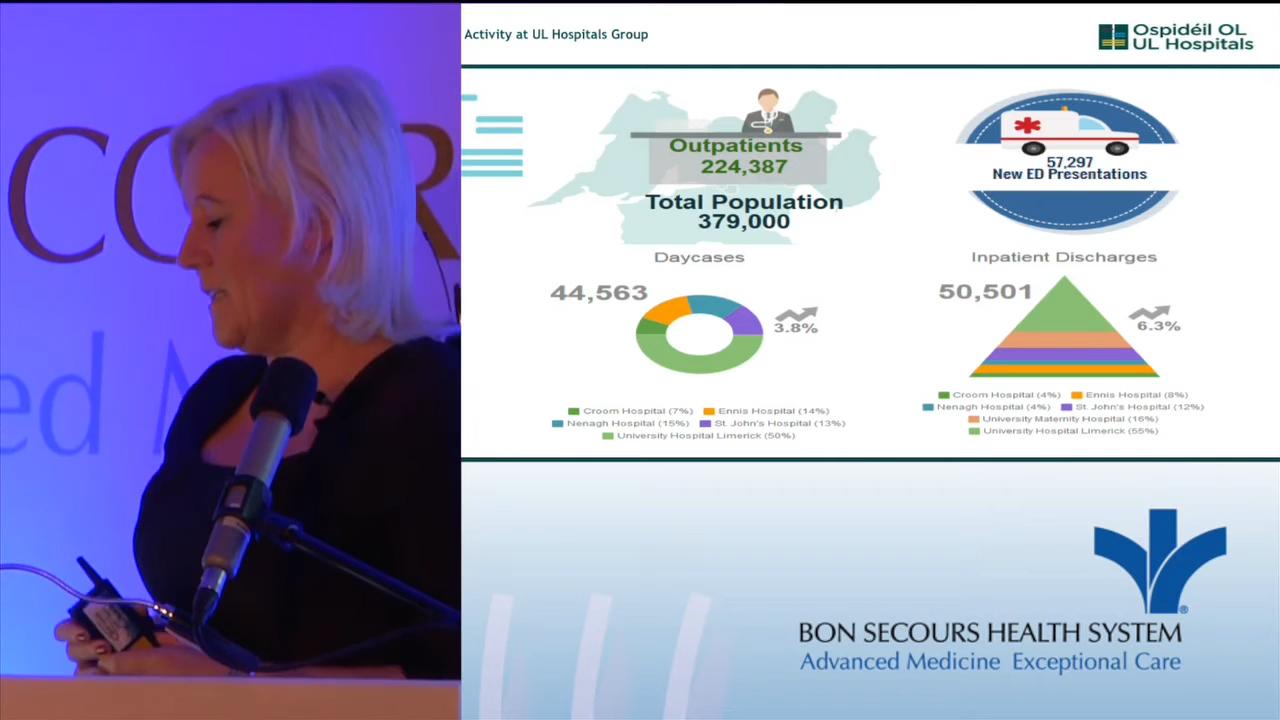 CO
R
ed M
Activity at UL Hospitals Group
Ospidéil OL
UL Hospitals
Outpatients
224,387
Total Population
379,000
57,297
New ED Presentations
Daycases
44,563
3.8%
Croom Hospital (7%) Ennis Hospital (14%)
Nenagh Hospital (15%) St. John's Hospital (13%)
University Hospital Limerick (50%)
Inpatient Discharges
50,501
6.3%
Croom Hospital (4%) Ennis Hospital (8%)
Nenagh Hospital (4%) St. John's Hospital (12%)
University Maternity Hospital (16%)
University Hospital Limerick (55%)
BON SECOURS HEALTH SYSTEM
Advanced Medicine Exceptional Care